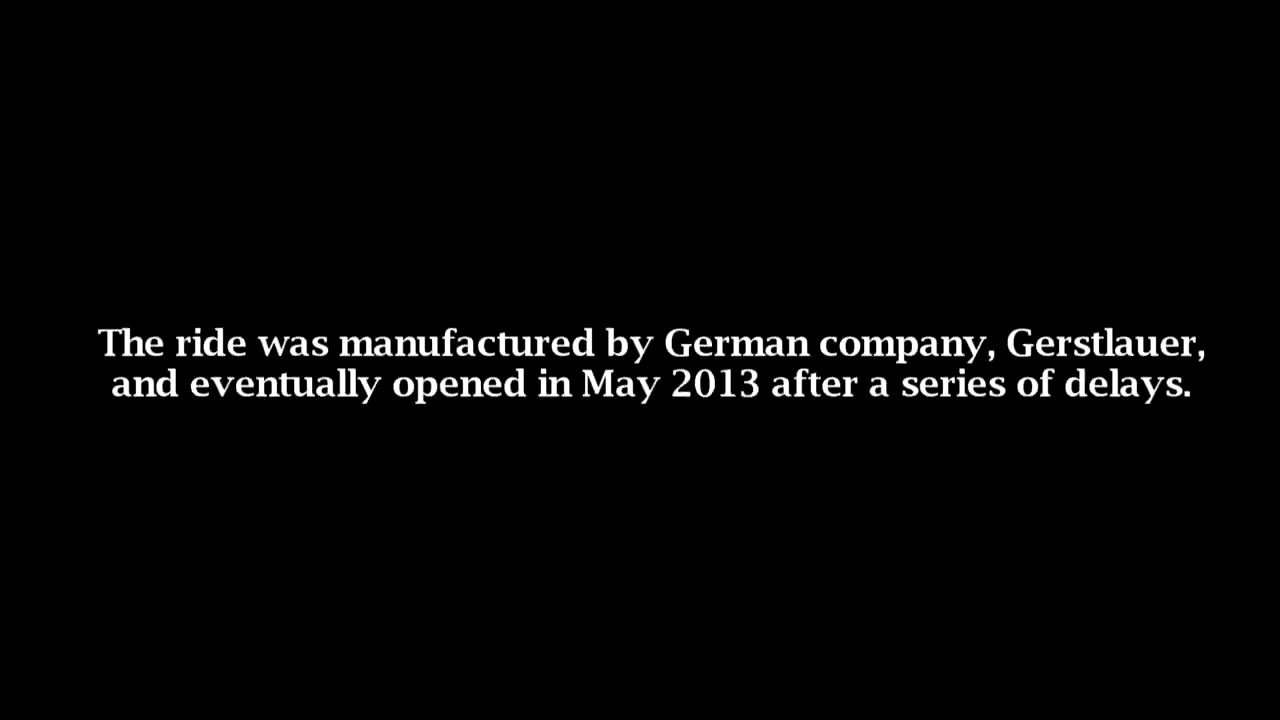 The ride was manufactured by German company, Gerstlauer,
and eventually opened in May 2013 after a series of delays.